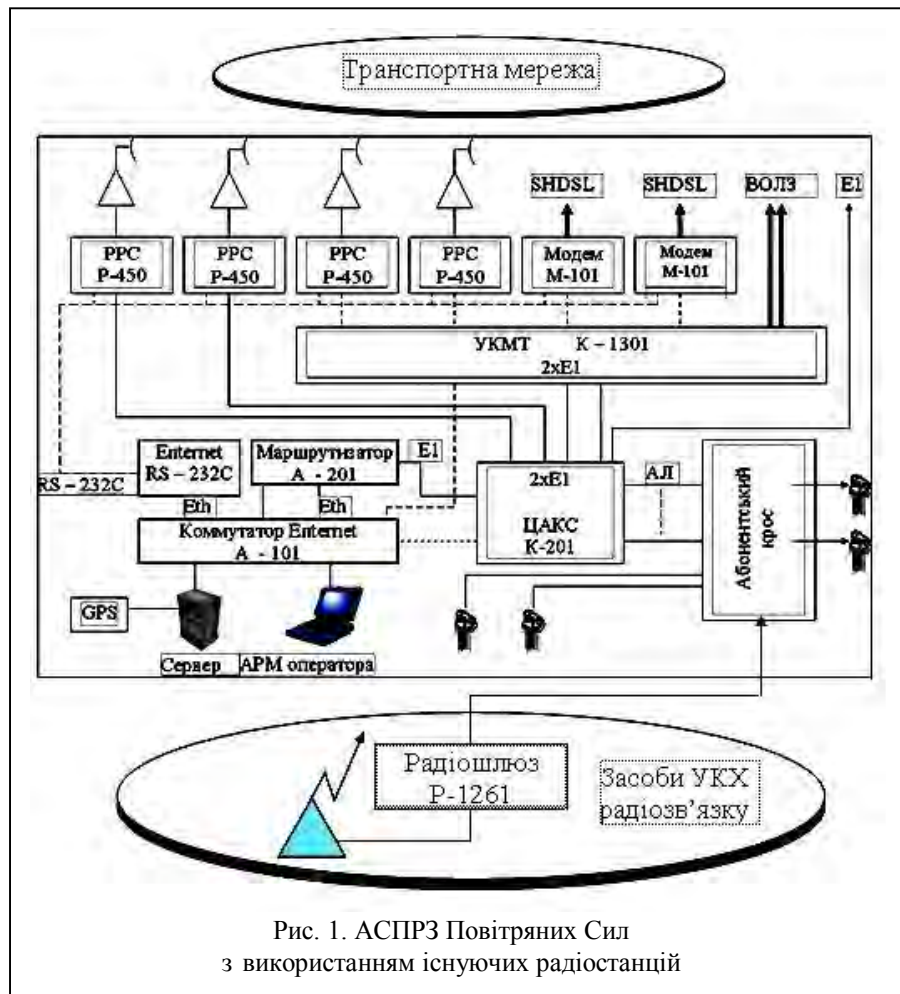 Транспортна мережа
SHDSL
SHDSL
ВОЛЗ
E1
РРС
Р-450
РРС
Р-450
РРС
Р-450
РРС
Р-450
Модем
М-101
Модем
М-101
УКМТ К – 1301
2хЕ1
Enternet
RS – 232C
Маршрутизатор
А - 201
E1
RS – 232C
Eth
Eth
Коммутатор Enternet
А - 101
2хЕ1
ЦАКС
К-201
АЛ
Абонентський
крос
GPS
Сервер
АРМ оператора
Радіошлюз
Р-1261
Засоби УКХ
радіозв’язку
Рис. 1. АСПРЗ Повітряних Сил
з використанням існуючих радіостанцій